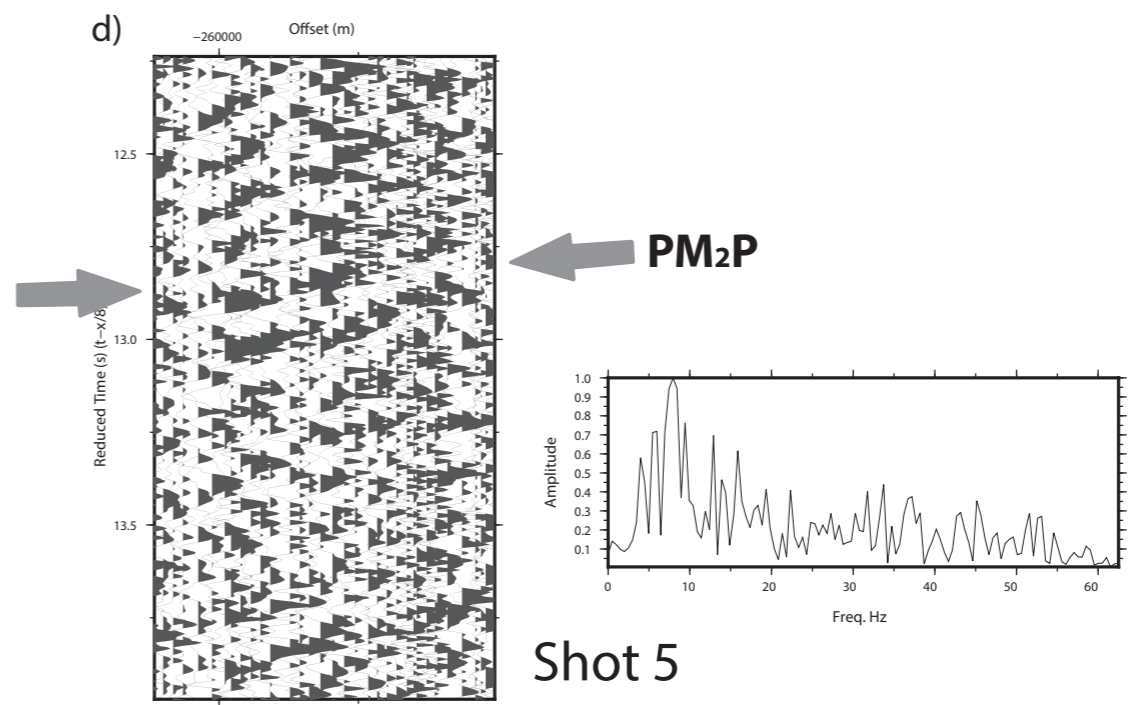 d)
Offset (m)
−260000
12.5
13.0
13.5
Reduced Time (s) (t−x/8
PM₂P
1.0
0.9
0.8
0.7
0.6
0.5
0.4
0.3
0.2
0.1
Amplitude
0 10 20 30 40 50 60
Freq. Hz
Shot 5